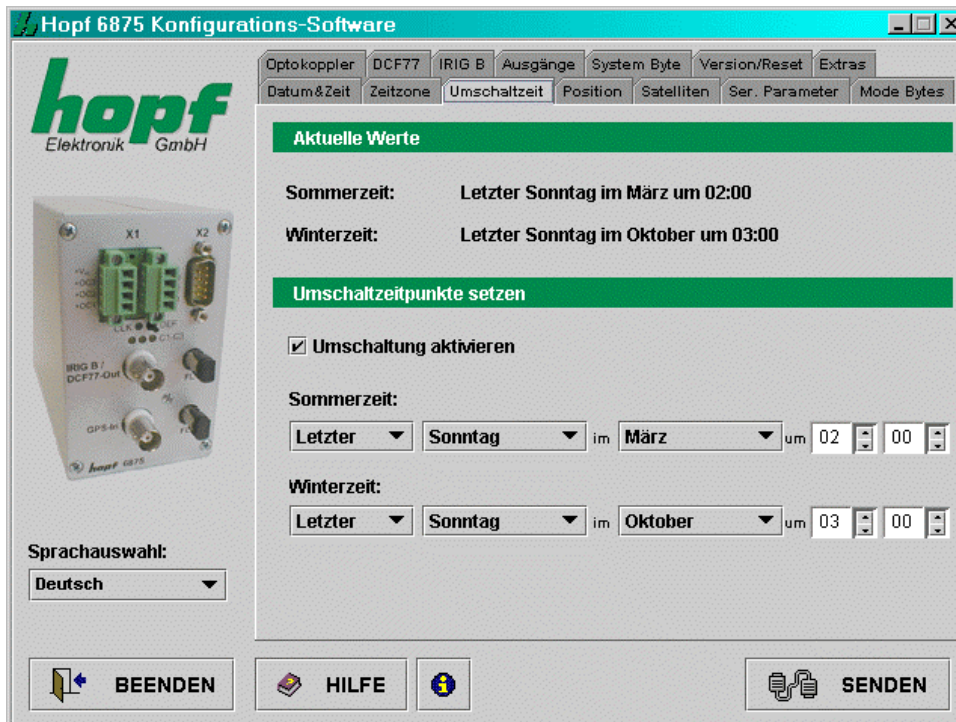 Hopf 6875 Konfigurations-Software
hopf
Elektronik GmbH
Optokoppler DCF77 IRIG B Ausgänge System Byte Version/Reset Extras
Datum&Zeit Zeitzone Umschaltzeit Position Satelliten Ser. Parameter Mode Bytes
Aktuelle Werte
Sommerzeit: Letzter Sonntag im März um 02:00
Winterzeit: Letzter Sonntag im Oktober um 03:00
Umschaltzeitpunkte setzen
Umschaltung aktivieren
Sommerzeit:
Letzter Sonntag im März um 02 00
Winterzeit:
Letzter Sonntag im Oktober um 03 00
X1 X2
C1-C3
IRIG B /
DCF77-Out
GPS-In
hopf 6875
Sprachauswahl:
Deutsch
BEENDEN HILFE SENDEN